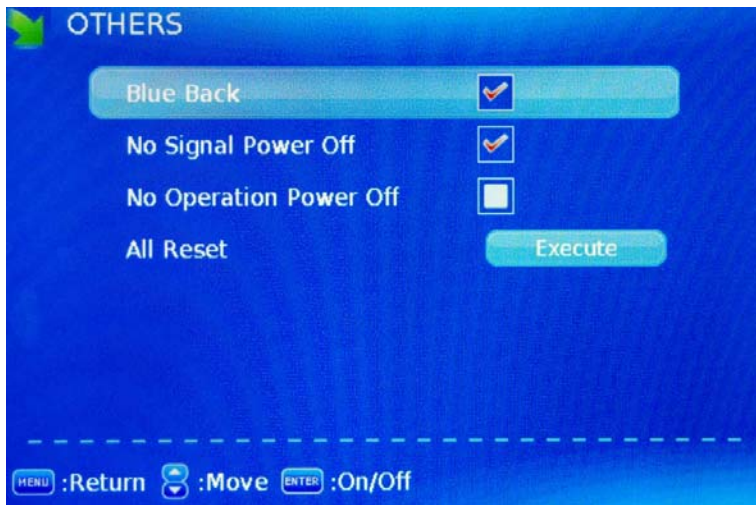 OTHERS
Blue Back
No Signal Power Off
No Operation Power Off
All Reset Execute
MENU :Return :Move ENTER :On/Off